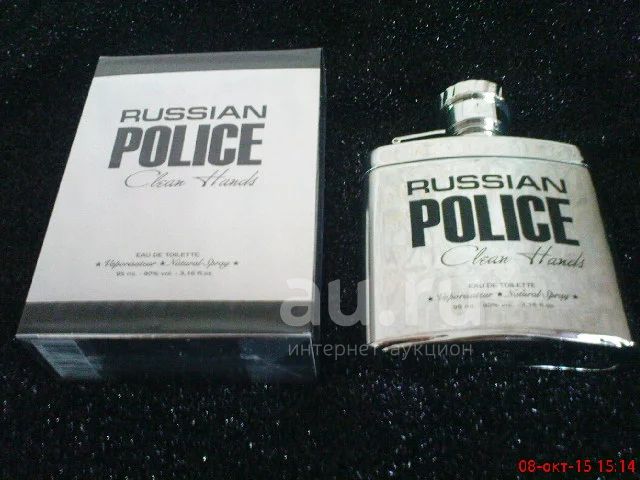 RUSSIAN
POLICE
Clean Hands
EAU DE TOILETTE
★ Vaporisateur ★ Natural Spray ★
95 ml. - 90% vol. - 3,16 fl.oz.
RUSSIAN
POLICE
Clean Hands
EAU DE TOILETTE
★ Vaporisateur ★ Natural Spray ★
95 ml. - 90% vol. - 3,16 fl.oz.
au.ru
интернет-аукцион
08-окт-15 15:14